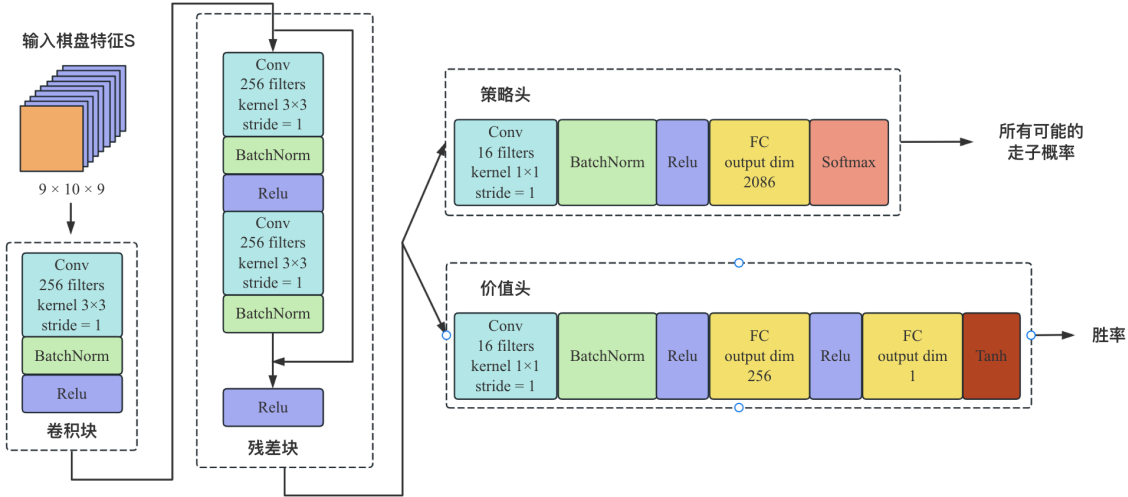 输入棋盘特征S
9 × 10 × 9
Conv
256 filters
kernel 3×3
stride = 1
BatchNorm
Relu
卷积块
Conv
256 filters
kernel 3×3
stride = 1
BatchNorm
Relu
Conv
256 filters
kernel 3×3
stride = 1
BatchNorm
Relu
残差块
策略头
Conv
16 filters
kernel 1×1
stride = 1
BatchNorm
Relu
FC
output dim
2086
Softmax
所有可能的
走子概率
价值头
Conv
16 filters
kernel 1×1
stride = 1
BatchNorm
Relu
FC
output dim
256
Relu
FC
output dim
1
Tanh
胜率